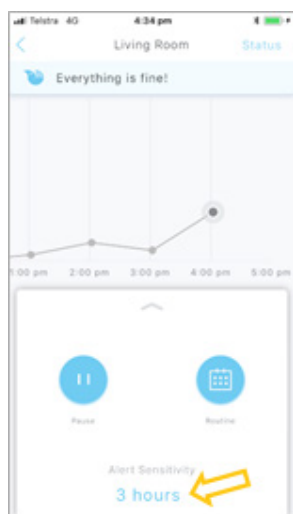 Telstra 4G 4:34 pm
Living Room Status
Everything is fine!
1:00 pm 2:00 pm 3:00 pm 4:00 pm 5:00 pm
Pause Routine
Alert Sensitivity
3 hours